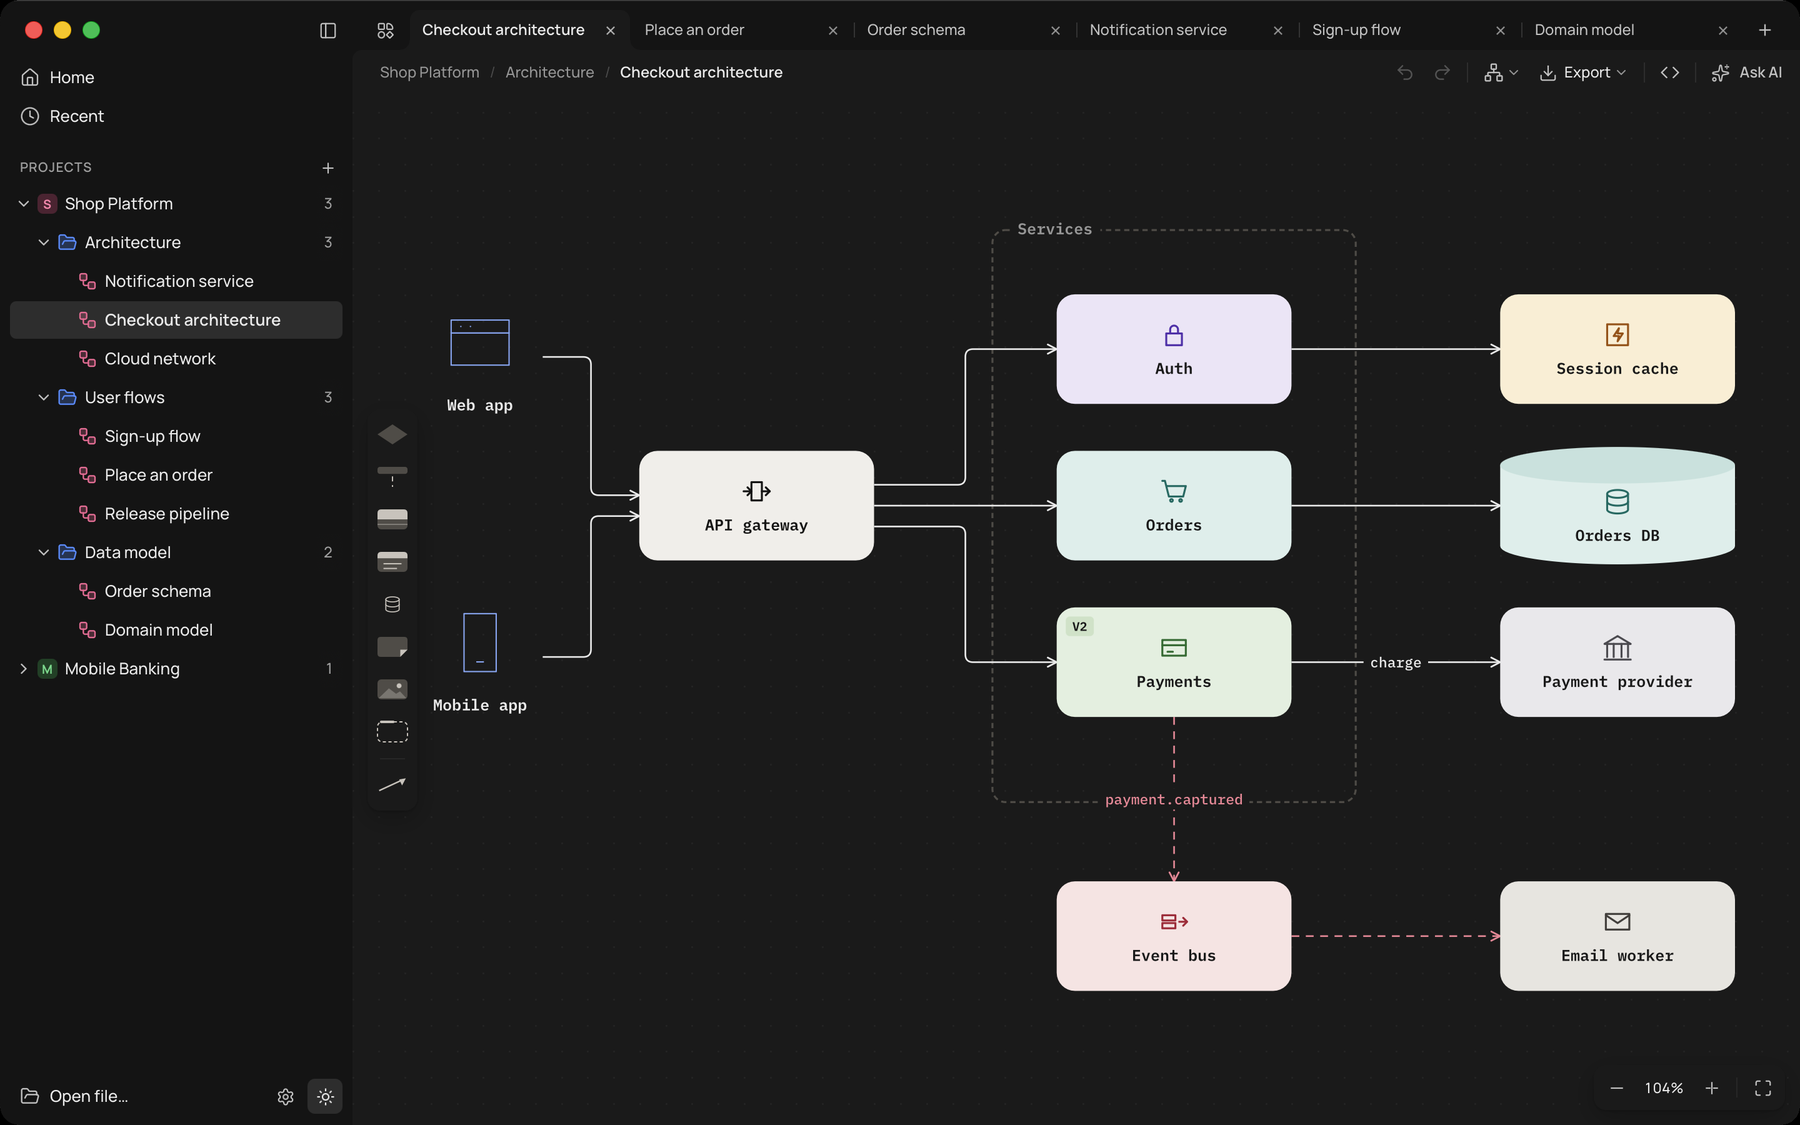 Checkout architecture
Place an order
Order schema
Notification service
Sign-up flow
Domain model
Home
Recent
PROJECTS
S Shop Platform 3
Architecture 3
Notification service
Checkout architecture
Cloud network
User flows 3
Sign-up flow
Place an order
Release pipeline
Data model 2
Order schema
Domain model
M Mobile Banking 1
Open file...
Shop Platform / Architecture / Checkout architecture
Export
Ask AI
Services
Web app
Mobile app
API gateway
Auth
Session cache
Orders
Orders DB
V2
Payments
charge
Payment provider
payment.captured
Event bus
Email worker
104%